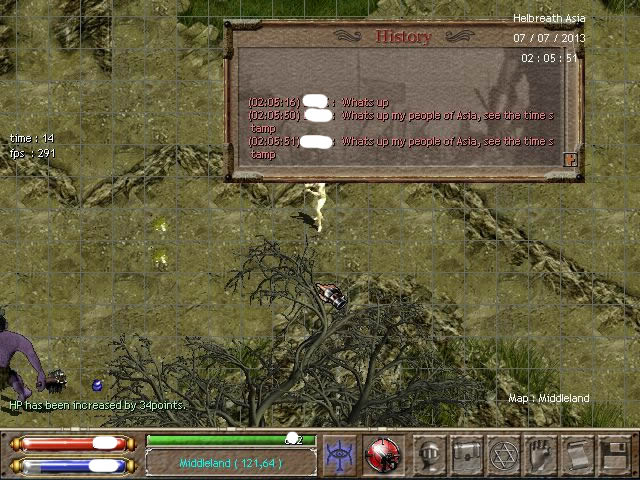 Helbreath Asia
History
07 / 07 / 2013
02 : 05 : 51
(02:05:16) : Whats up
(02:05:50) : Whats up my people of Asia, see the time s
tamp
(02:05:51) : Whats up my people of Asia, see the time s
tamp
time : 14
fps : 291
Map : Middleland
HP has been increased by 34points.
Middleland ( 121,64 )